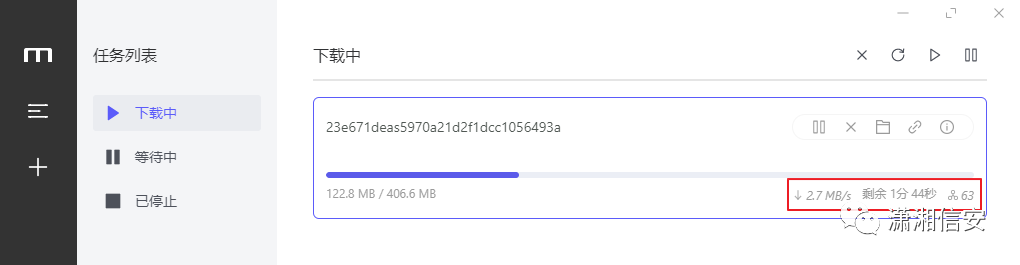 任务列表
下载中
等待中
已停止
下载中
23e671deas5970a21d2f1dcc1056493a
122.8 MB / 406.6 MB
2.7 MB/s 剩余 1分 44秒 63
潇湘信安